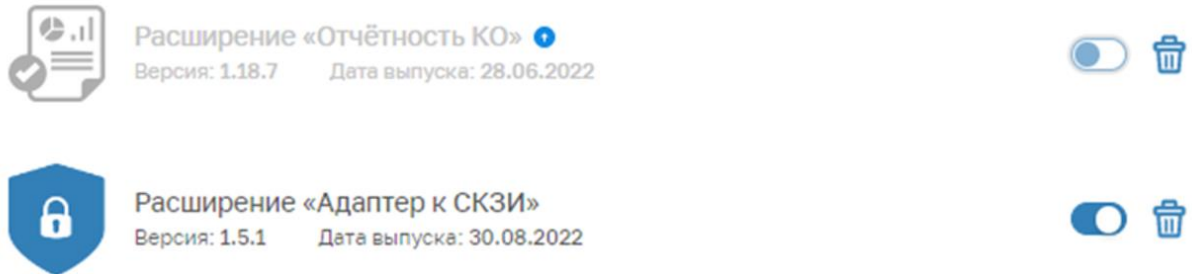 Расширение «Отчётность КО»
Версия: 1.18.7 Дата выпуска: 28.06.2022
Расширение «Адаптер к СКЗИ»
Версия: 1.5.1 Дата выпуска: 30.08.2022